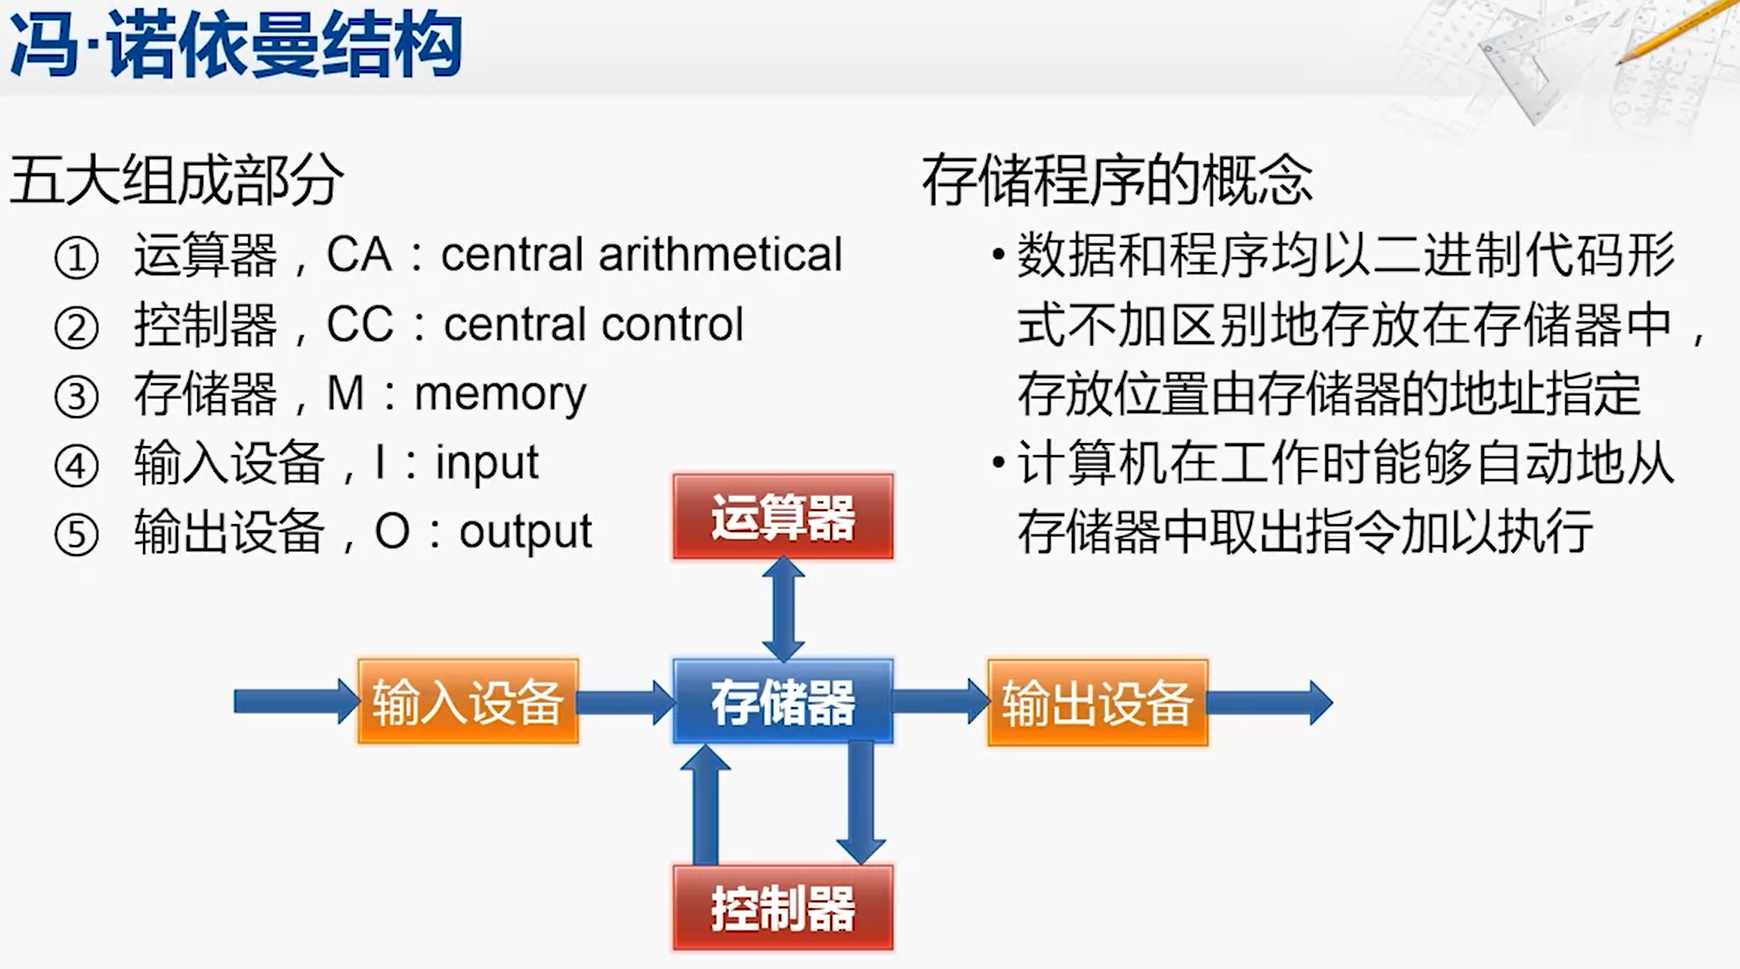 冯·诺依曼结构
五大组成部分
① 运算器，CA：central arithmetical
② 控制器，CC：central control
③ 存储器，M：memory
④ 输入设备，I：input
⑤ 输出设备，O：output
存储程序的概念
•数据和程序均以二进制代码形
式不加区别地存放在存储器中，
存放位置由存储器的地址指定
•计算机在工作时能够自动地从
存储器中取出指令加以执行
运算器
输入设备
存储器
输出设备
控制器